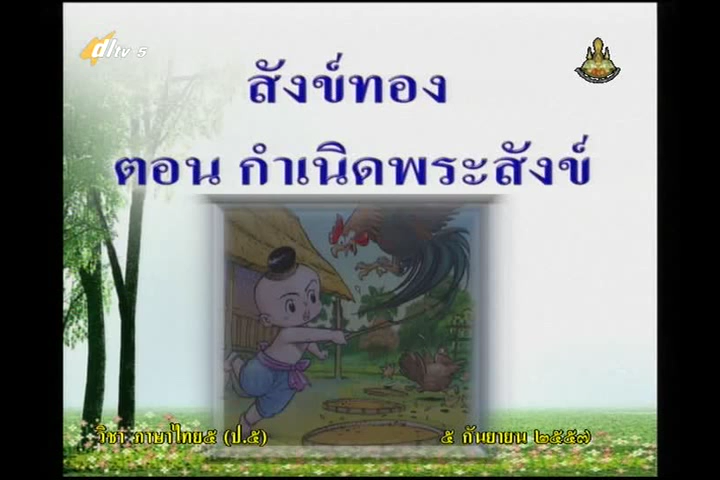 dltv 5
สังข์ทอง
ตอน กำเนิดพระสังข์
วิชา ภาษาไทย๕ (ป.๕)
๕ กันยายน ๒๕๕๗